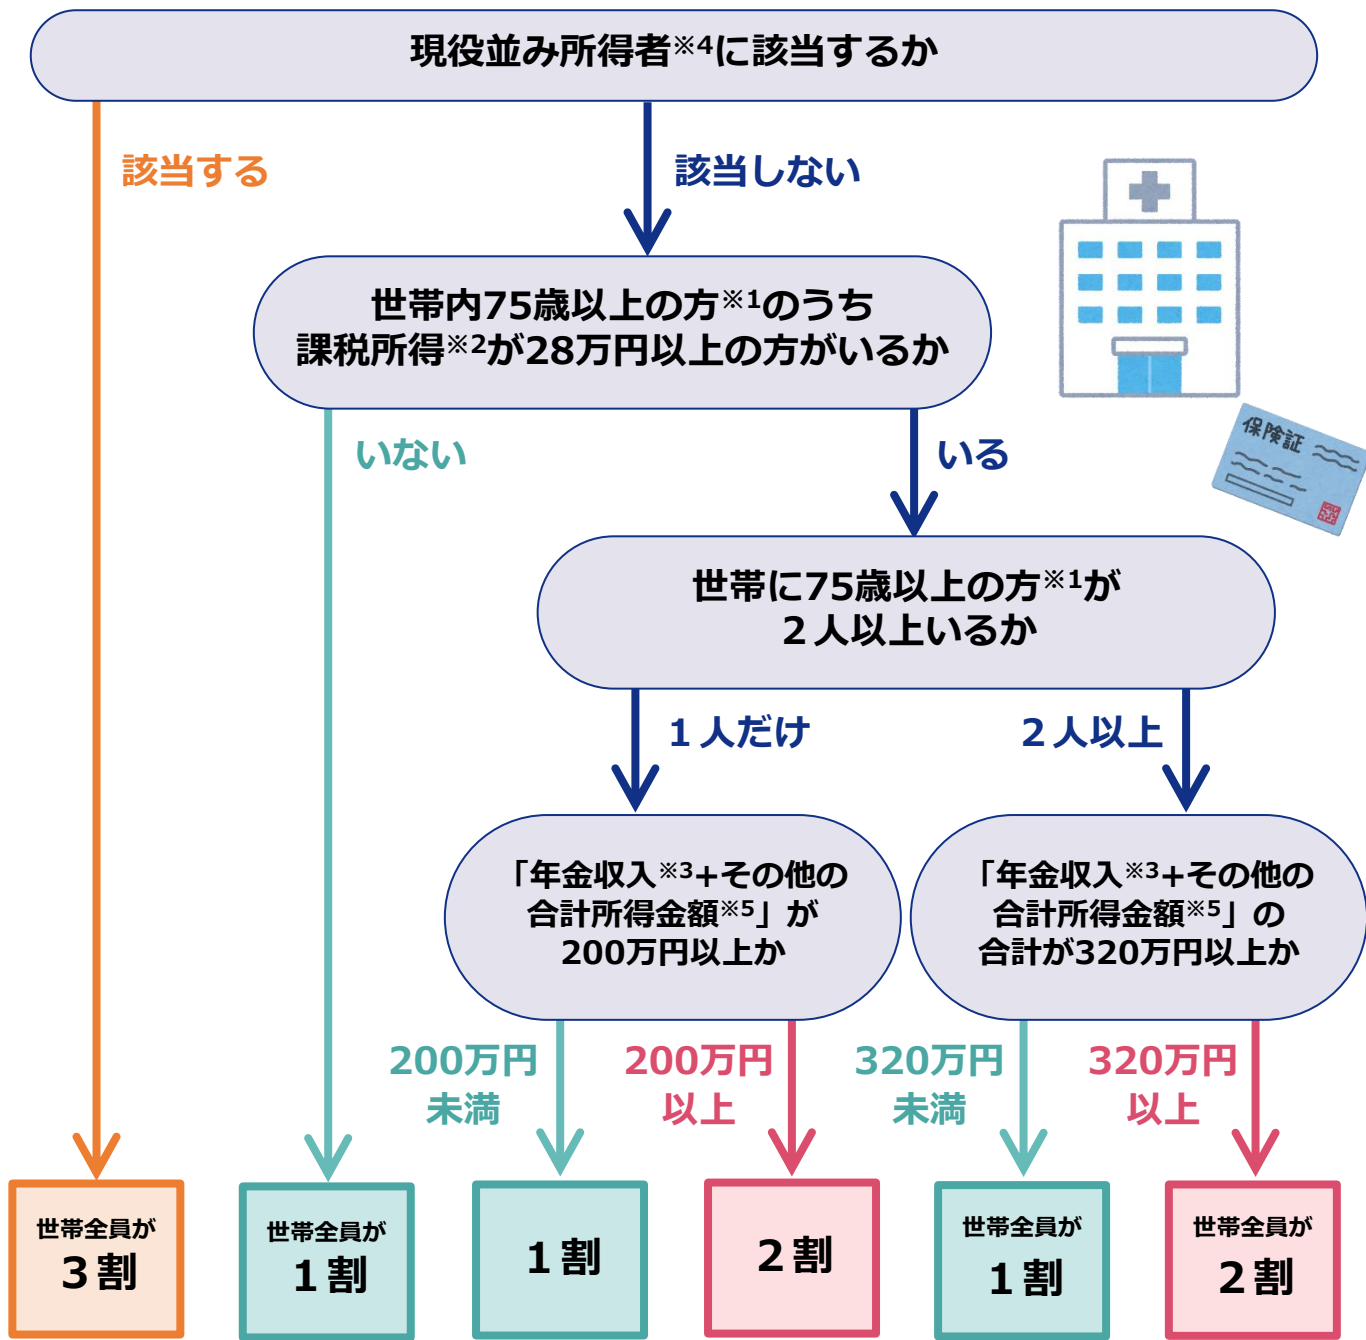 現役並み所得者※4に該当するか
該当する
該当しない
世帯内75歳以上の方※1のうち
課税所得※2が28万円以上の方がいるか
保険証
いない
いる
世帯に75歳以上の方※1が
２人以上いるか
１人だけ
２人以上
「年金収入※3+その他の
合計所得金額※5」が
200万円以上か
「年金収入※3+その他の
合計所得金額※5」の
合計が320万円以上か
200万円
未満
200万円
以上
320万円
未満
320万円
以上
世帯全員が
３割
世帯全員が
１割
１割
２割
世帯全員が
１割
世帯全員が
２割